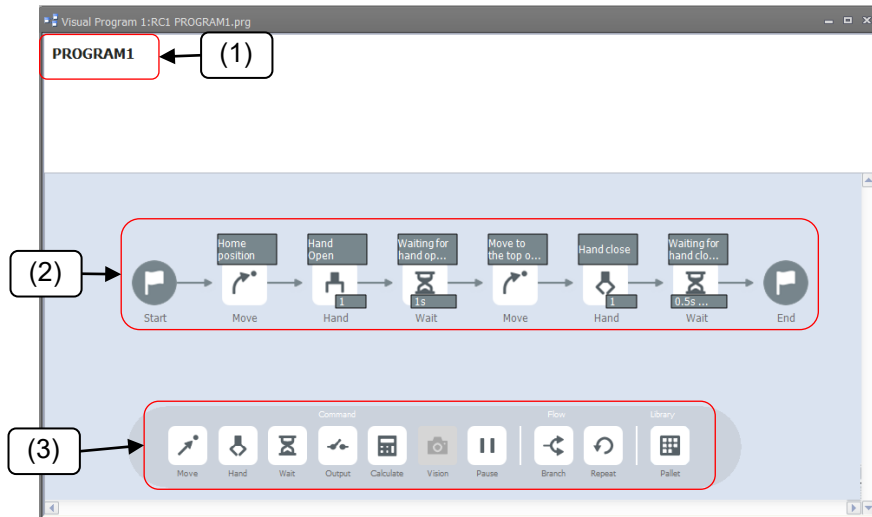 Visual Program 1:RC1 PROGRAM1.prg
PROGRAM1
(1)
(2)
Home
position
Hand
Open
Waiting for
hand op...
Move to
the top o...
Hand close
Waiting for
hand clo...
1
1s
1
0.5s ...
Start
Move
Hand
Wait
Move
Hand
Wait
End
(3)
Command
Flow
Library
Move
Hand
Wait
Output
Calculate
Vision
Pause
Branch
Repeat
Pallet